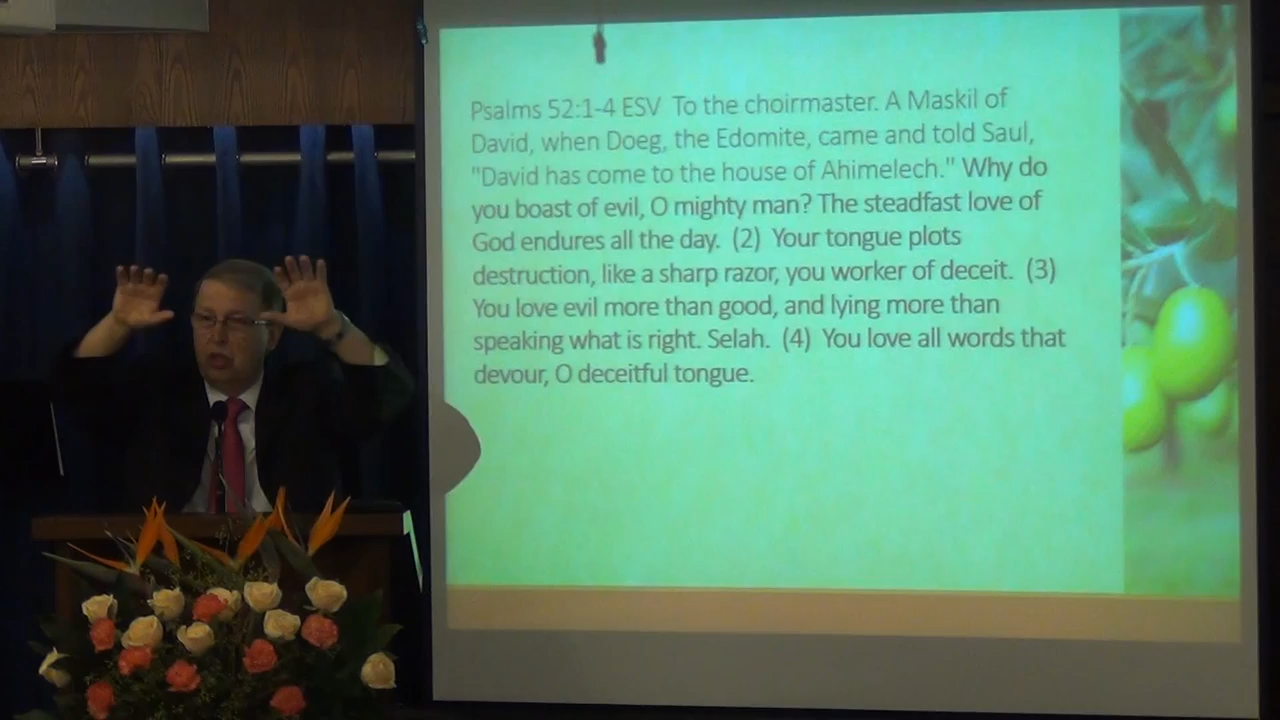 Psalms 52:1-4 ESV  To the choirmaster. A Maskil of
David, when Doeg, the Edomite, came and told Saul,
"David has come to the house of Ahimelech." Why do
you boast of evil, O mighty man? The steadfast love of
God endures all the day.  (2)  Your tongue plots
destruction, like a sharp razor, you worker of deceit.  (3)
You love evil more than good, and lying more than
speaking what is right. Selah.  (4)  You love all words that
devour, O deceitful tongue.